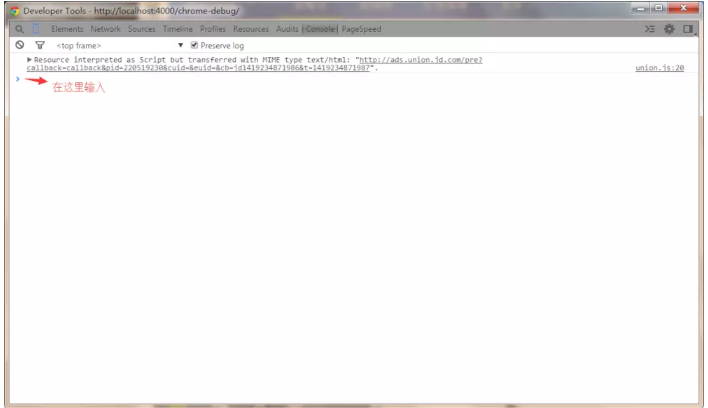 Developer Tools - http://localhost:4000/chrome-debug/
Elements Network Sources Timeline Profiles Resources Audits Console PageSpeed
<top frame> Preserve log
Resource interpreted as Script but transferred with MIME type text/html: "http://ads.union.jd.com/pre?
callback=callback&pid=220519230&cuid=&euid=&cb=jd1419234871986&t=1419234871987". union.js:20
在这里输入